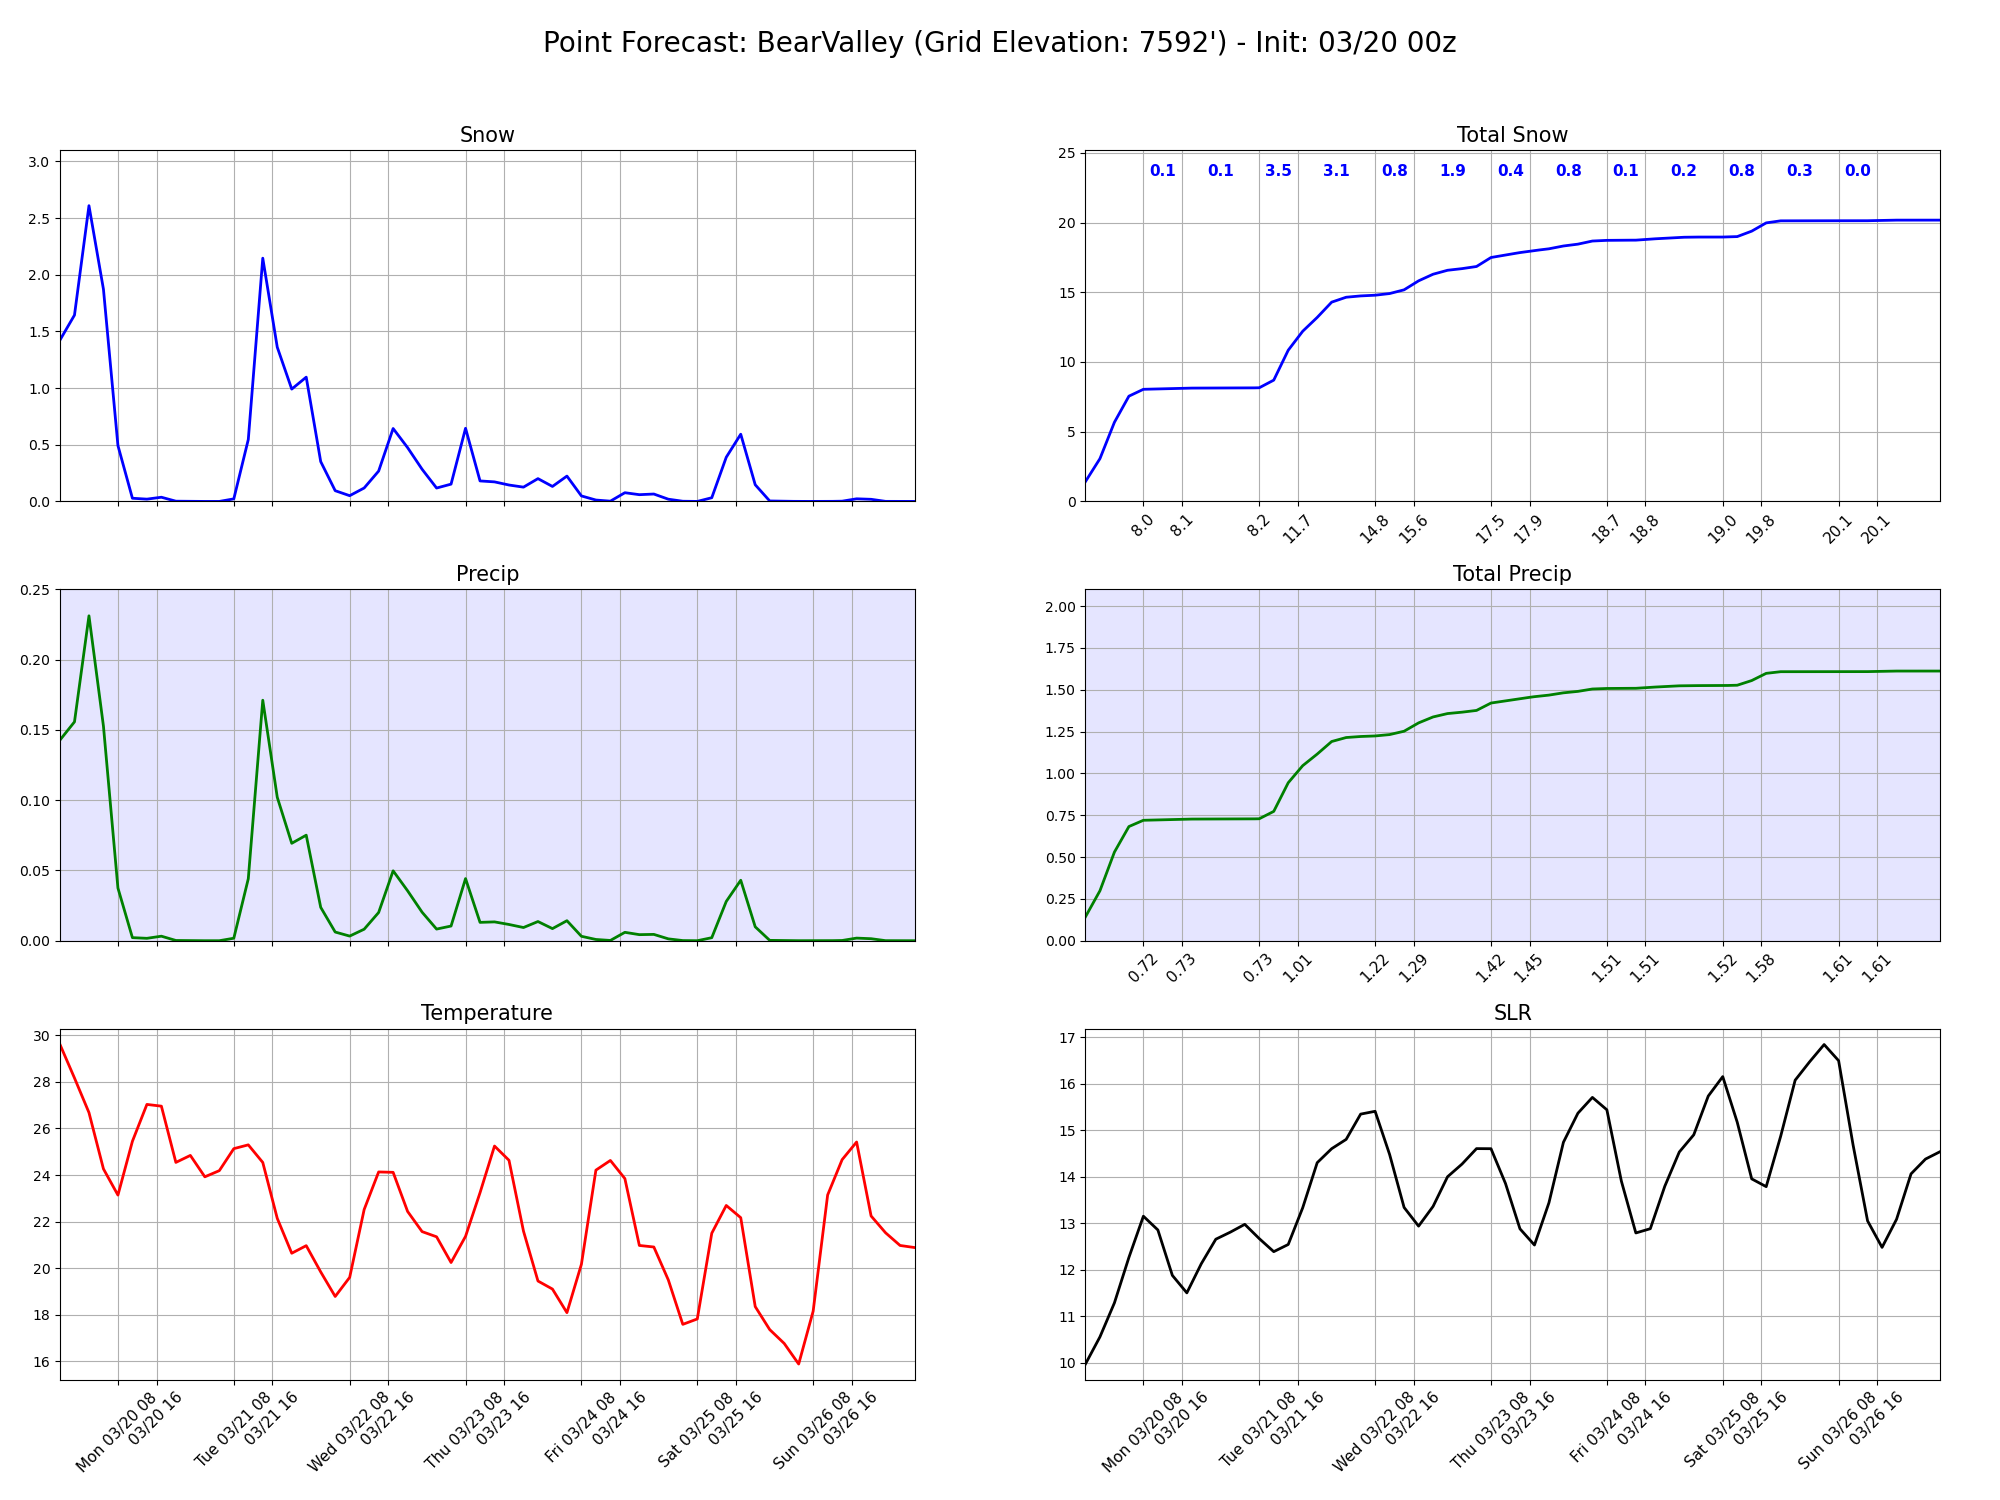 Point Forecast: BearValley (Grid Elevation: 7592') - Init: 03/20 00z
Snow
3.0
2.5
2.0
1.5
1.0
0.5
0.0
Total Snow
25
20
15
10
5
0
0.1 0.1 3.5 3.1 0.8 1.9 0.4 0.8 0.1 0.2 0.8 0.3 0.0
8.0 8.1 8.2 11.7 14.8 15.6 17.5 17.9 18.7 18.8 19.0 19.8 20.1 20.1
Precip
0.25
0.20
0.15
0.10
0.05
0.00
Total Precip
2.00
1.75
1.50
1.25
1.00
0.75
0.50
0.25
0.00
0.72 0.73 0.73 1.01 1.22 1.29 1.42 1.45 1.51 1.51 1.52 1.58 1.61 1.61
Temperature
30
28
26
24
22
20
18
16
Mon 03/20 08
03/20 16
Tue 03/21 08
03/21 16
Wed 03/22 08
03/22 16
Thu 03/23 08
03/23 16
Fri 03/24 08
03/24 16
Sat 03/25 08
03/25 16
Sun 03/26 08
03/26 16
SLR
17
16
15
14
13
12
11
10
Mon 03/20 08
03/20 16
Tue 03/21 08
03/21 16
Wed 03/22 08
03/22 16
Thu 03/23 08
03/23 16
Fri 03/24 08
03/24 16
Sat 03/25 08
03/25 16
Sun 03/26 08
03/26 16